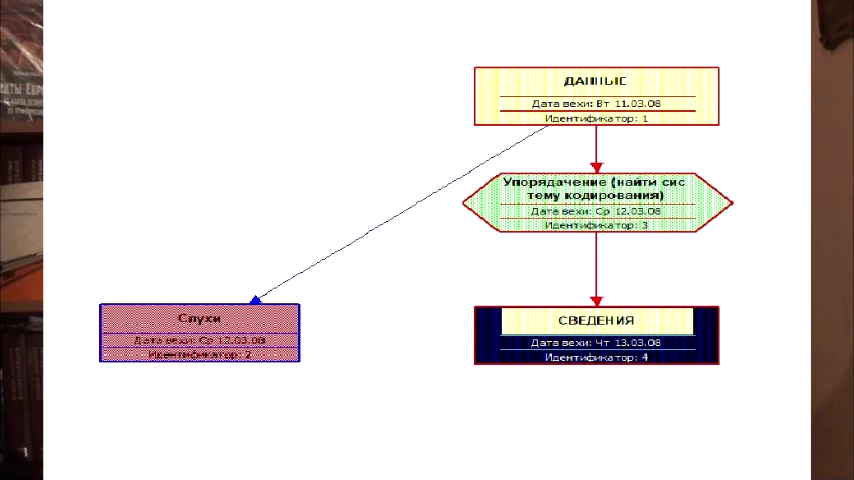 ДАННЫЕ
Дата вехи: Вт 11.03.08
Идентификатор: 1
Упорядачение (найти сис
тему кодирования)
Дата вехи: Ср 12.03.08
Идентификатор: 3
Слухи
Дата вехи: Ср 12.03.08
Идентификатор: 2
СВЕДЕНИЯ
Дата вехи: Чт 13.03.08
Идентификатор: 4